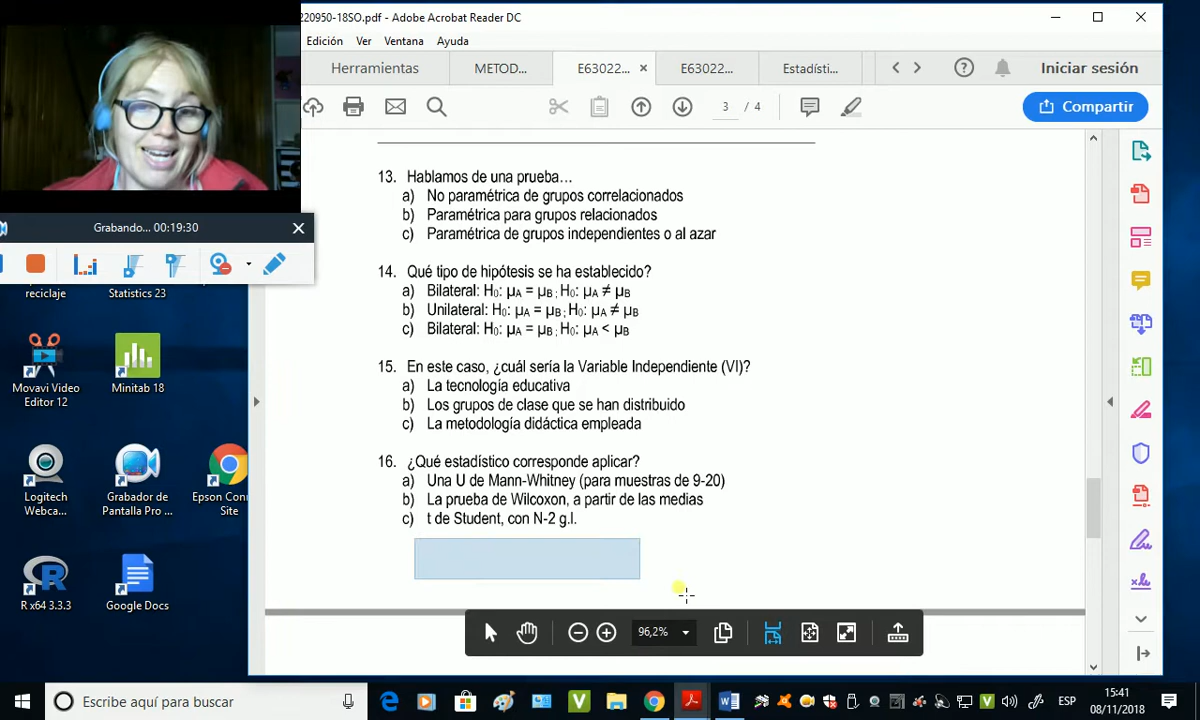 220950-18SO.pdf - Adobe Acrobat Reader DC
Edición Ver Ventana Ayuda
Herramientas METOD... E63022... × E63022... Estadísti... Iniciar sesión
3 / 4 Compartir
13. Hablamos de una prueba…
a) No paramétrica de grupos correlacionados
b) Paramétrica para grupos relacionados
c) Paramétrica de grupos independientes o al azar
14. Qué tipo de hipótesis se ha establecido?
a) Bilateral: H₀: µA = µB ; H₀: µA ≠ µB
b) Unilateral: H₀: µA = µB ; H₀: µA ≠ µB
c) Bilateral: H₀: µA = µB ; H₀: µA < µB
15. En este caso, ¿cuál sería la Variable Independiente (VI)?
a) La tecnología educativa
b) Los grupos de clase que se han distribuido
c) La metodología didáctica empleada
16. ¿Qué estadístico corresponde aplicar?
a) Una U de Mann-Whitney (para muestras de 9-20)
b) La prueba de Wilcoxon, a partir de las medias
c) t de Student, con N-2 g.l.
96,2%
Grabando... 00:19:30
reciclaje
Statistics 23
Movavi Video
Editor 12
Minitab 18
Logitech
Webca...
Grabador de
Pantalla Pro ...
Epson Conn
Site
R x64 3.3.3
Google Docs
Escribe aquí para buscar
ESP
15:41
08/11/2018